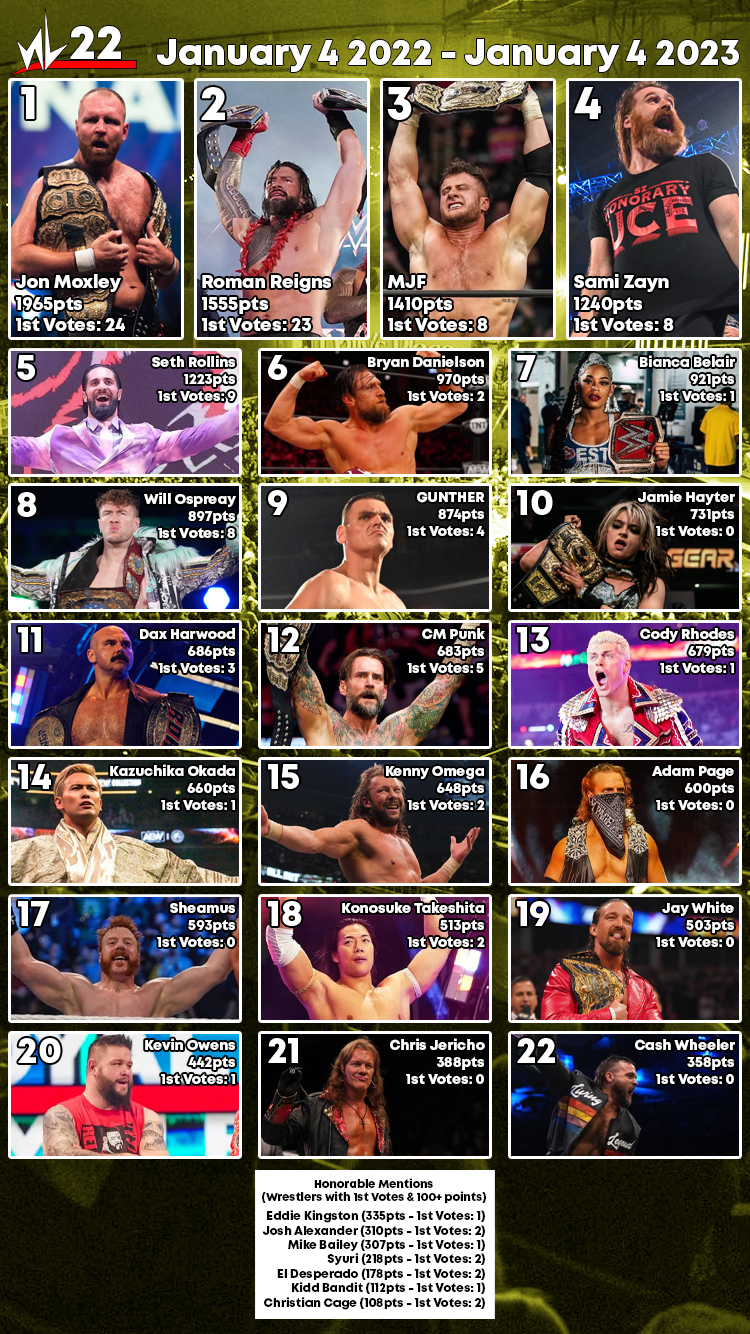 WL 22
January 4 2022 - January 4 2023
1
Jon Moxley
1965pts
1st Votes: 24
2
Roman Reigns
1555pts
1st Votes: 23
3
MJF
1410pts
1st Votes: 8
4
SZ
HONORARY
UCE
Sami Zayn
1240pts
1st Votes: 8
5
Seth Rollins
1223pts
1st Votes: 9
6
Bryan Danielson
970pts
1st Votes: 2
TNT
7
Bianca Belair
921pts
1st Votes: 1
EST
8
Will Ospreay
897pts
1st Votes: 8
9
GUNTHER
874pts
1st Votes: 4
10
Jamie Hayter
731pts
1st Votes: 0
GEAR
11
Dax Harwood
686pts
1st Votes: 3
12
CM Punk
683pts
1st Votes: 5
13
Cody Rhodes
679pts
1st Votes: 1
14
Kazuchika Okada
660pts
1st Votes: 1
15
Kenny Omega
648pts
1st Votes: 2
16
Adam Page
600pts
1st Votes: 0
17
Sheamus
593pts
1st Votes: 0
18
Konosuke Takeshita
513pts
1st Votes: 2
19
Jay White
503pts
1st Votes: 0
20
Kevin Owens
442pts
1st Votes: 1
21
Chris Jericho
388pts
1st Votes: 0
22
Cash Wheeler
358pts
1st Votes: 0
Living
Legend
Honorable Mentions
(Wrestlers with 1st Votes & 100+ points)
Eddie Kingston (335pts - 1st Votes: 1)
Josh Alexander (310pts - 1st Votes: 2)
Mike Bailey (307pts - 1st Votes: 1)
Syuri (218pts - 1st Votes: 2)
El Desperado (178pts - 1st Votes: 2)
Kidd Bandit (112pts - 1st Votes: 1)
Christian Cage (108pts - 1st Votes: 2)